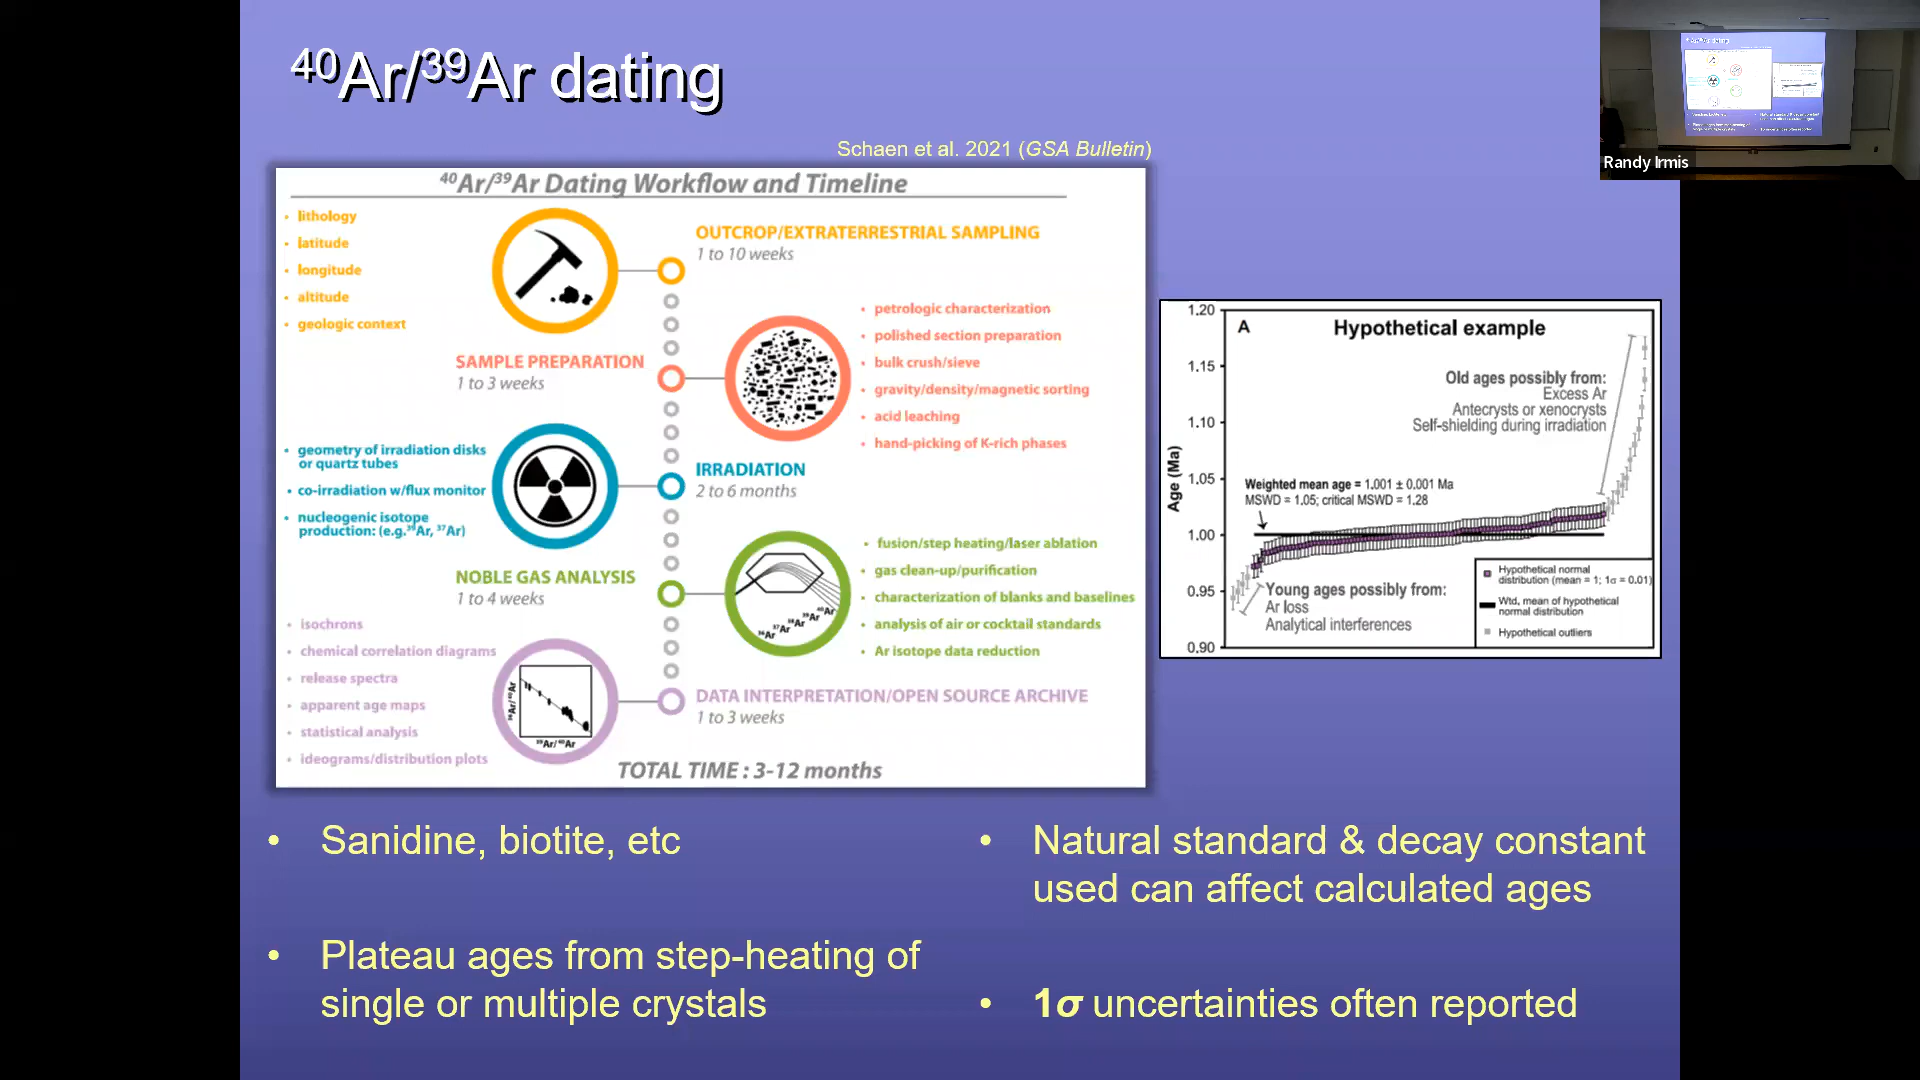 ⁴⁰Ar/³⁹Ar dating
Schaen et al. 2021 (GSA Bulletin)
Randy Irmis
⁴⁰Ar/³⁹Ar Dating Workflow and Timeline
• lithology
• latitude
• longitude
• altitude
• geologic context
OUTCROP/EXTRATERRESTRIAL SAMPLING
1 to 10 weeks
SAMPLE PREPARATION
1 to 3 weeks
• petrologic characterization
• polished section preparation
• bulk crush/sieve
• gravity/density/magnetic sorting
• acid leaching
• hand-picking of K-rich phases
• geometry of irradiation disks
or quartz tubes
• co-irradiation w/flux monitor
• nucleogenic isotope
production: (e.g.³⁹Ar, ³⁷Ar)
IRRADIATION
2 to 6 months
NOBLE GAS ANALYSIS
1 to 4 weeks
³⁶Ar ³⁷Ar ³⁸Ar ³⁹Ar ⁴⁰Ar
• fusion/step heating/laser ablation
• gas clean-up/purification
• characterization of blanks and baselines
• analysis of air or cocktail standards
• Ar isotope data reduction
• isochrons
• chemical correlation diagrams
• release spectra
• apparent age maps
• statistical analysis
• ideograms/distribution plots
³⁶Ar/⁴⁰Ar
³⁹Ar/⁴⁰Ar
DATA INTERPRETATION/OPEN SOURCE ARCHIVE
1 to 3 weeks
TOTAL TIME : 3-12 months
A
Hypothetical example
Age (Ma)
1.20
1.15
1.10
1.05
1.00
0.95
0.90
Old ages possibly from:
Excess Ar
Antecrysts or xenocrysts
Self-shielding during irradiation
Weighted mean age = 1.001 ± 0.001 Ma
MSWD = 1.05; critical MSWD = 1.28
Young ages possibly from:
Ar loss
Analytical interferences
Hypothetical normal
distribution (mean = 1; 1σ = 0.01)
Wtd. mean of hypothetical
normal distribution
Hypothetical outliers
• Sanidine, biotite, etc
• Plateau ages from step-heating of
single or multiple crystals
• Natural standard & decay constant
used can affect calculated ages
• 1σ uncertainties often reported